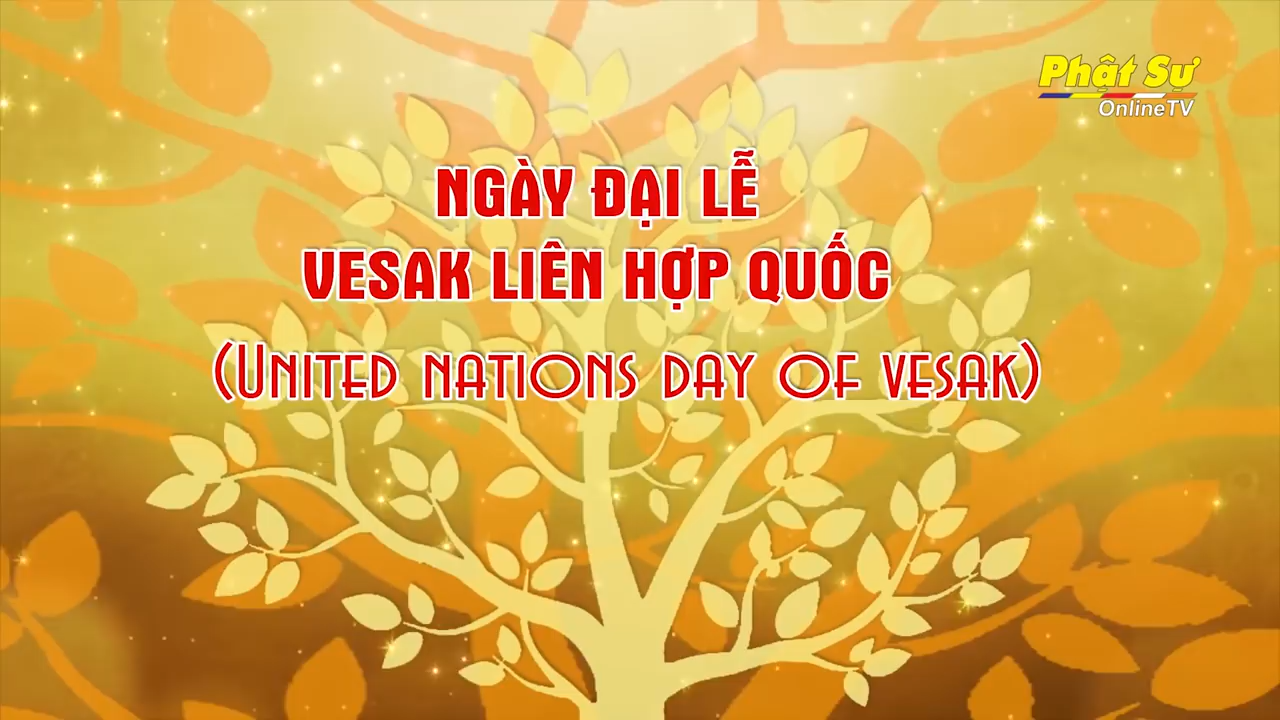 Phật Sự
OnlineTV
NGÀY ĐẠI LỄ
VESAK LIÊN HỢP QUỐC
(UNITED NATIONS DAY OF VESAK)